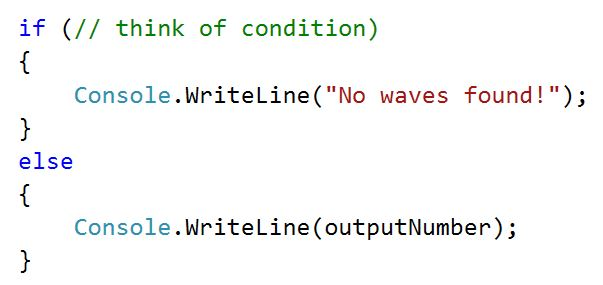 if (// think of condition)
{
    Console.WriteLine("No waves found!");
}
else
{
    Console.WriteLine(outputNumber);
}